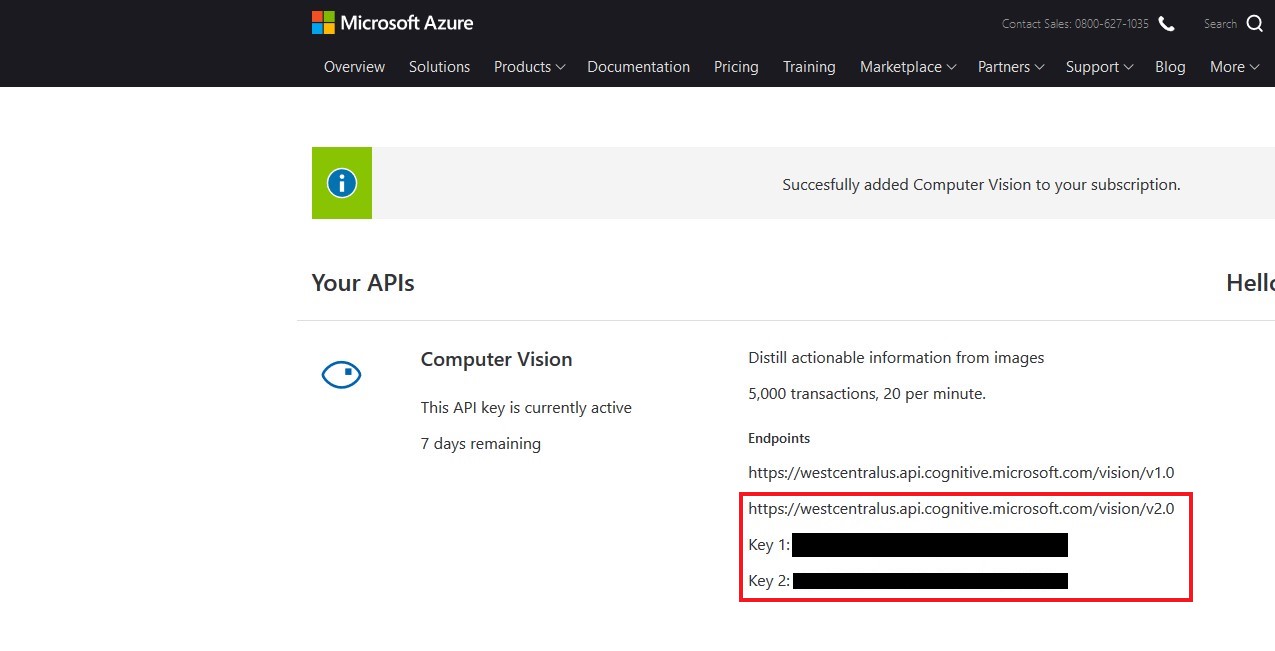 Microsoft Azure
Contact Sales: 0800-627-1035
Search
Overview Solutions Products Documentation Pricing Training Marketplace Partners Support Blog More
Succesfully added Computer Vision to your subscription.
Your APIs
Hello
Computer Vision
This API key is currently active
7 days remaining
Distill actionable information from images
5,000 transactions, 20 per minute.
Endpoints
https://westcentralus.api.cognitive.microsoft.com/vision/v1.0
https://westcentralus.api.cognitive.microsoft.com/vision/v2.0
Key 1:
Key 2: